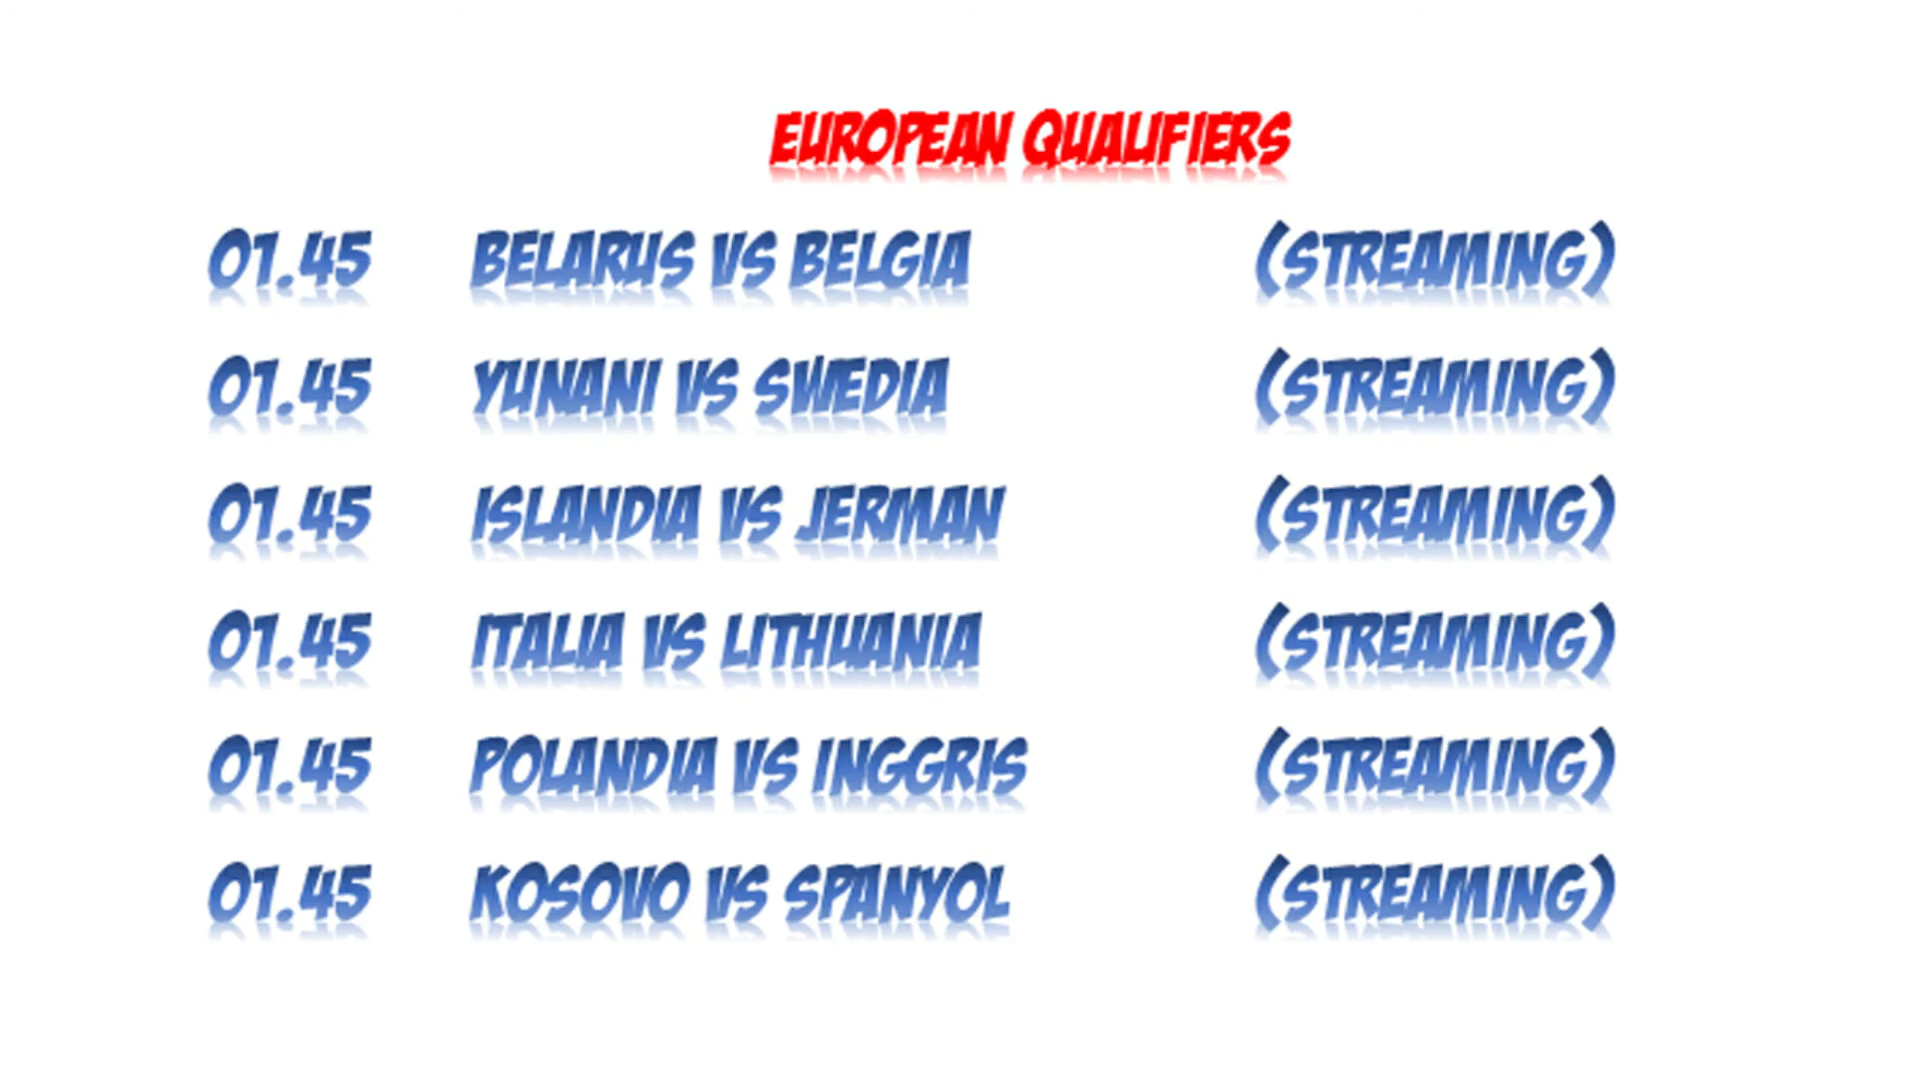 EUROPEAN QUALIFIERS
01.45 BELARUS VS BELGIA (STREAMING)
01.45 YUNANI VS SWEDIA (STREAMING)
01.45 ISLANDIA VS JERMAN (STREAMING)
01.45 ITALIA VS LITHUANIA (STREAMING)
01.45 POLANDIA VS INGGRIS (STREAMING)
01.45 KOSOVO VS SPANYOL (STREAMING)